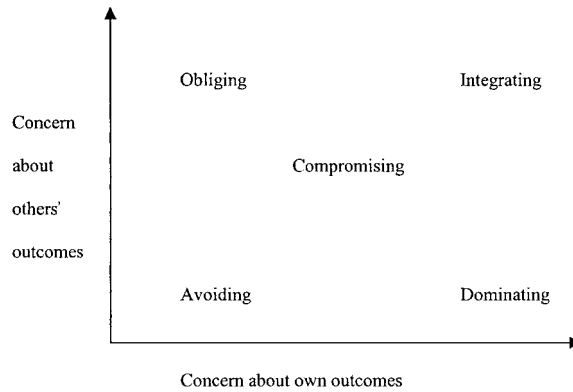 Obliging Integrating
Concern
about Compromising
others'
outcomes
Avoiding Dominating
Concern about own outcomes